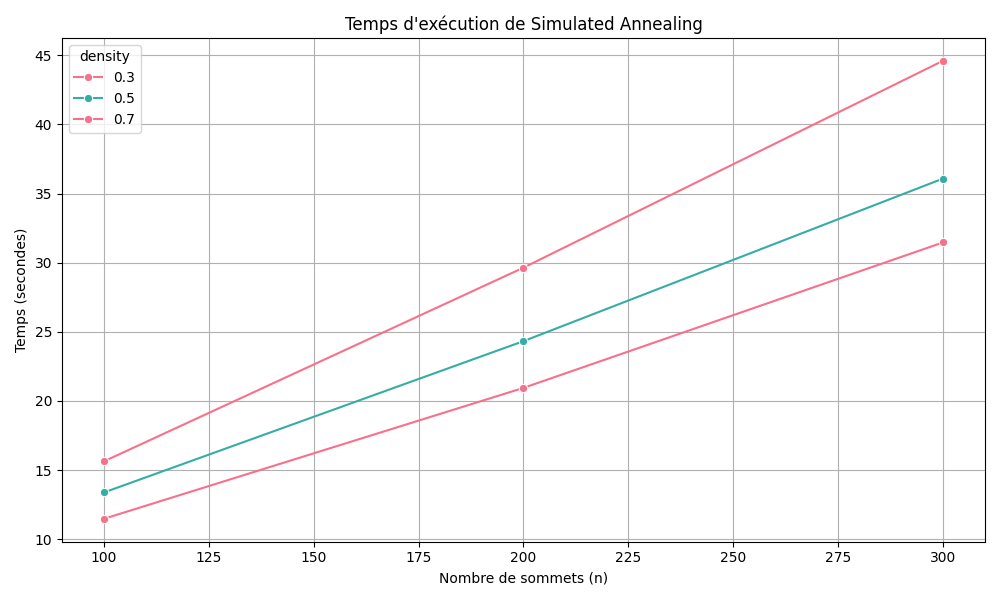 Temps d'exécution de Simulated Annealing
density
0.3
0.5
0.7
45
40
35
30
25
20
15
10
Temps (secondes)
100 125 150 175 200 225 250 275 300
Nombre de sommets (n)